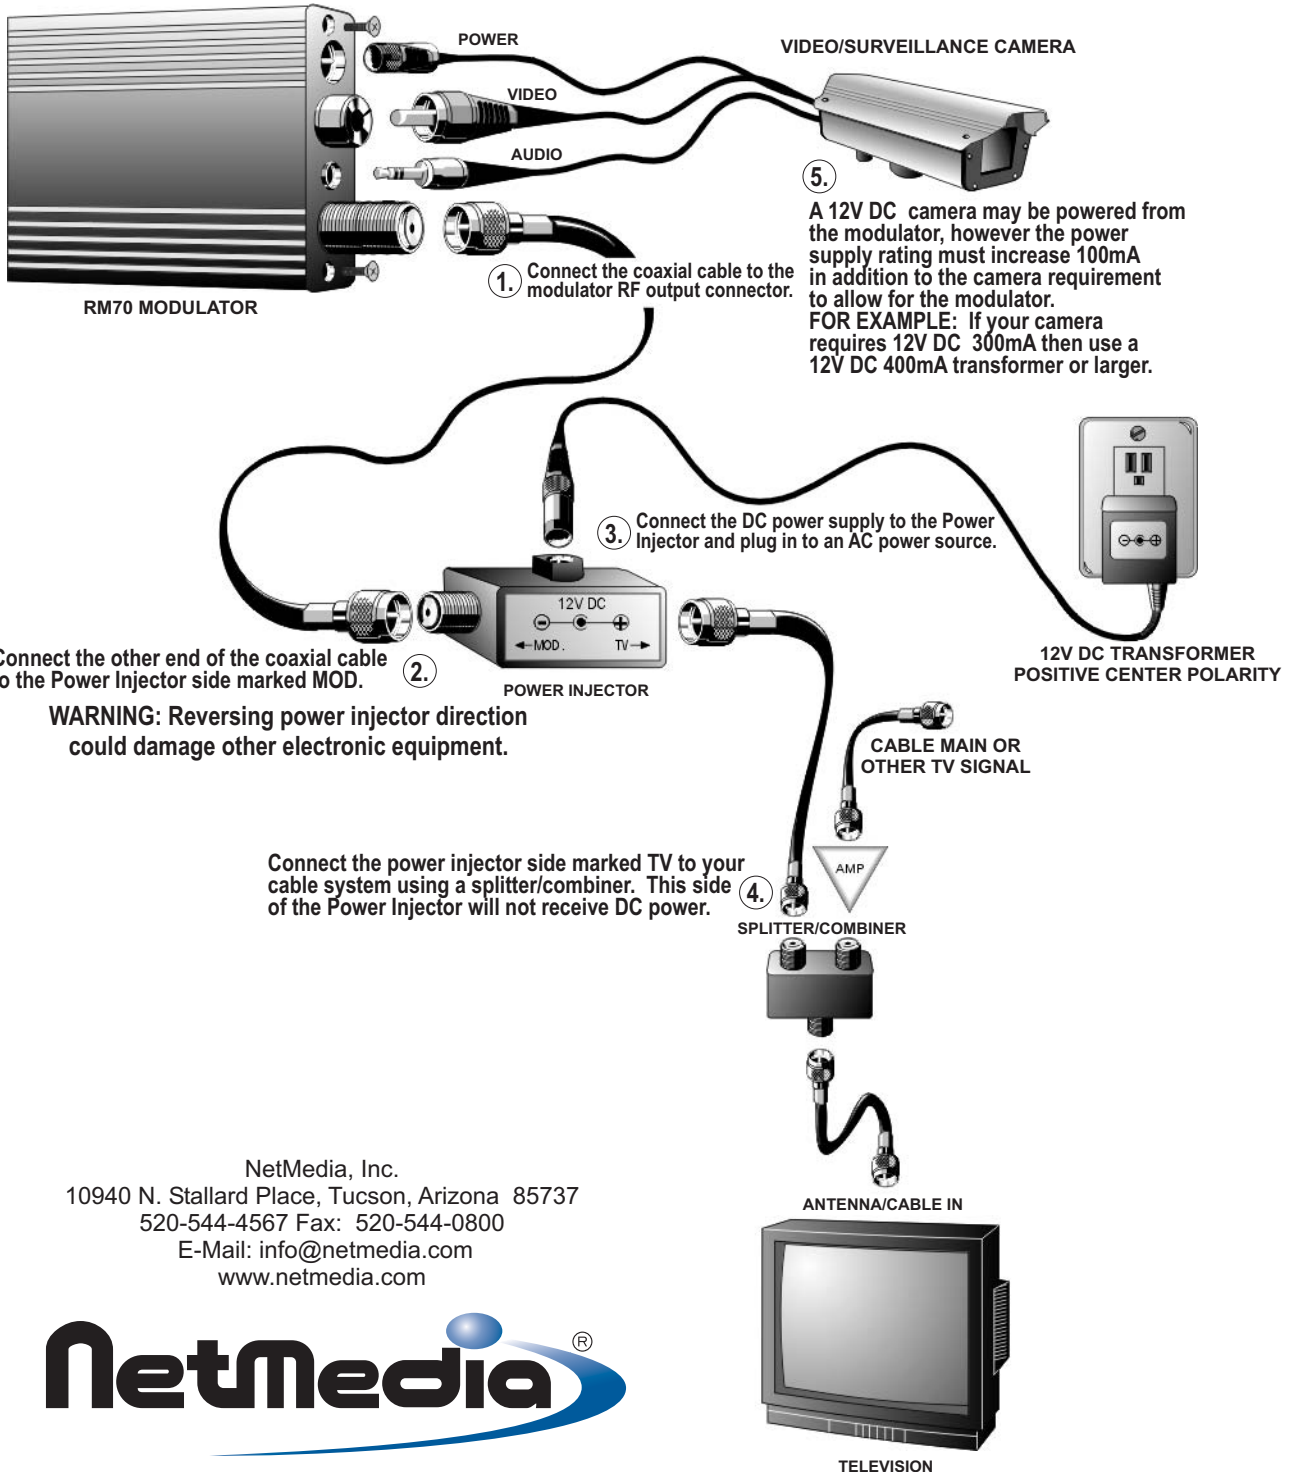 POWER
VIDEO/SURVEILLANCE CAMERA
VIDEO
AUDIO
RM70 MODULATOR
1. Connect the coaxial cable to the
modulator RF output connector.
5.
A 12V DC  camera may be powered from
the modulator, however the power
supply rating must increase 100mA
in addition to the camera requirement
to allow for the modulator.
FOR EXAMPLE:  If your camera
requires 12V DC  300mA then use a
12V DC 400mA transformer or larger.
3. Connect the DC power supply to the Power
Injector and plug in to an AC power source.
12V DC
MOD.
TV
POWER INJECTOR
12V DC TRANSFORMER
POSITIVE CENTER POLARITY
Connect the other end of the coaxial cable
to the Power Injector side marked MOD.
2.
WARNING: Reversing power injector direction
could damage other electronic equipment.
CABLE MAIN OR
OTHER TV SIGNAL
AMP
Connect the power injector side marked TV to your
cable system using a splitter/combiner.  This side
of the Power Injector will not receive DC power.
4.
SPLITTER/COMBINER
NetMedia, Inc.
10940 N. Stallard Place, Tucson, Arizona  85737
520-544-4567 Fax:  520-544-0800
E-Mail: info@netmedia.com
www.netmedia.com
NetMedia®
ANTENNA/CABLE IN
TELEVISION